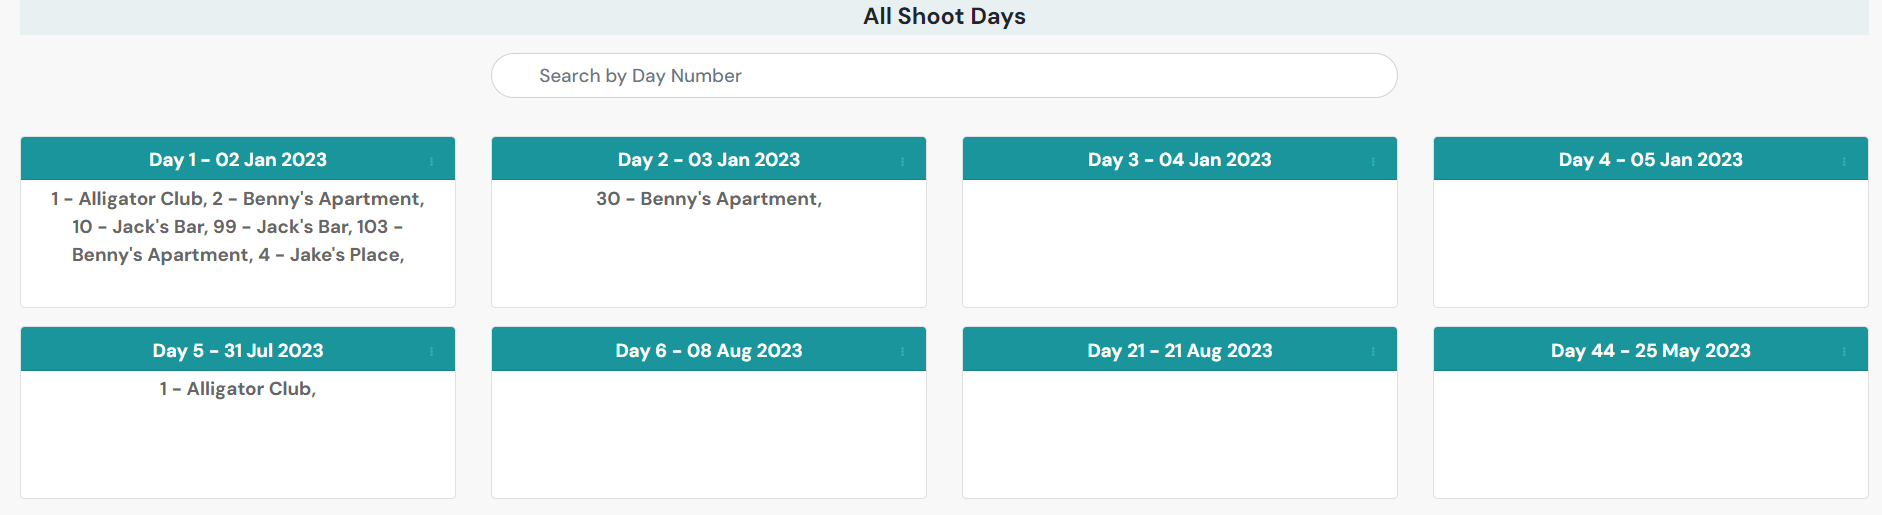 All Shoot Days
Search by Day Number
Day 1 - 02 Jan 2023
1 - Alligator Club, 2 - Benny's Apartment,
10 - Jack's Bar, 99 - Jack's Bar, 103 -
Benny's Apartment, 4 - Jake's Place,
Day 2 - 03 Jan 2023
30 - Benny's Apartment,
Day 3 - 04 Jan 2023
Day 4 - 05 Jan 2023
Day 5 - 31 Jul 2023
1 - Alligator Club,
Day 6 - 08 Aug 2023
Day 21 - 21 Aug 2023
Day 44 - 25 May 2023